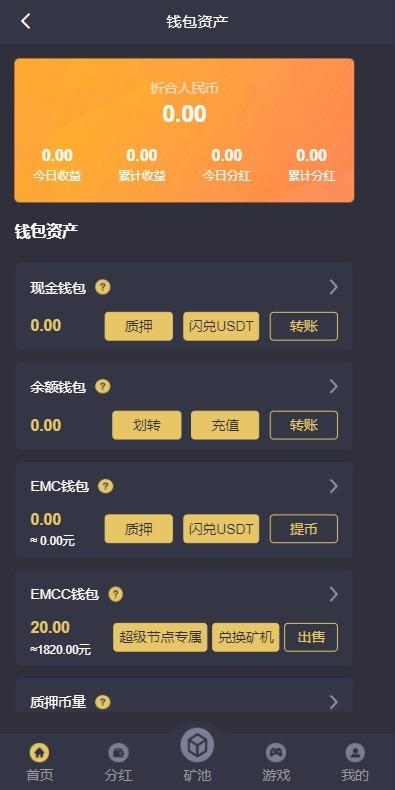 钱包资产
折合人民币
0.00
0.00 0.00 0.00 0.00
今日收益 累计收益 今日分红 累计分红
钱包资产
现金钱包 ?
0.00 质押 闪兑USDT 转账
余额钱包 ?
0.00 划转 充值 转账
EMC钱包 ?
0.00 质押 闪兑USDT 提币
≈ 0.00元
EMCC钱包 ?
20.00 超级节点专属 兑换矿机 出售
≈1820.00元
质押币量 ?
首页 分红 矿池 游戏 我的